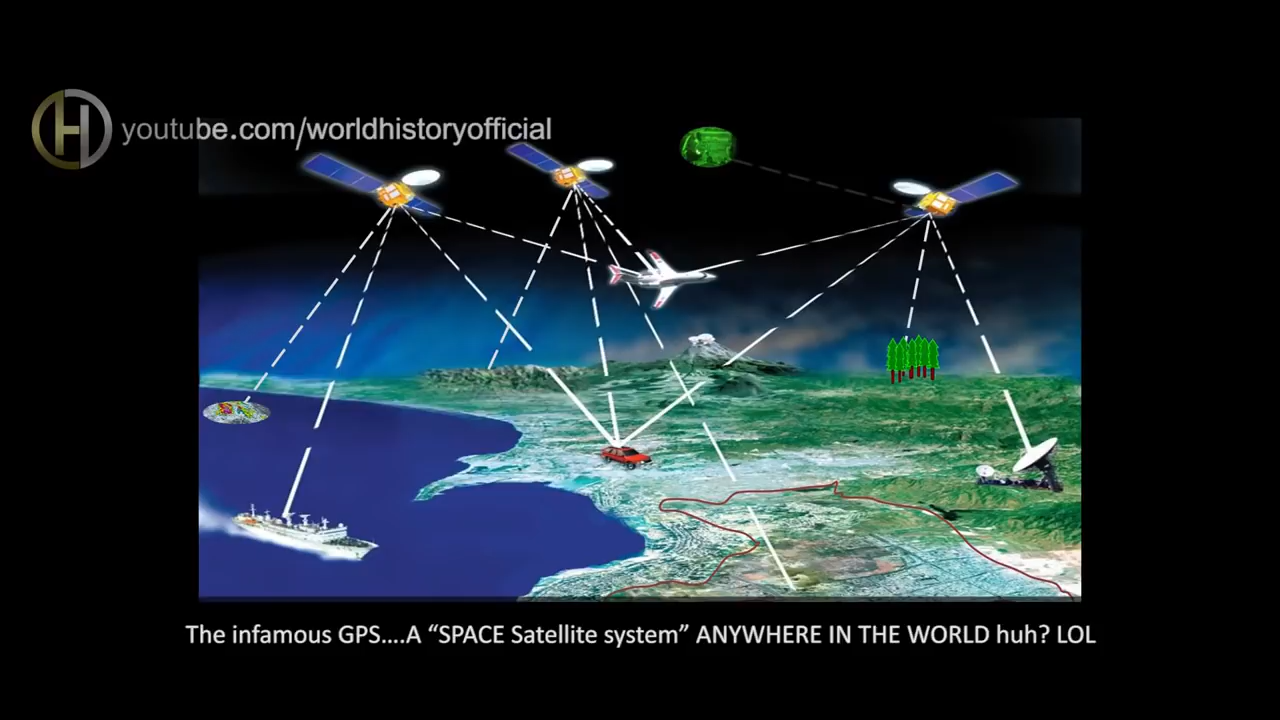 youtube.com/worldhistoryofficial
The infamous GPS....A “SPACE Satellite system” ANYWHERE IN THE WORLD huh? LOL